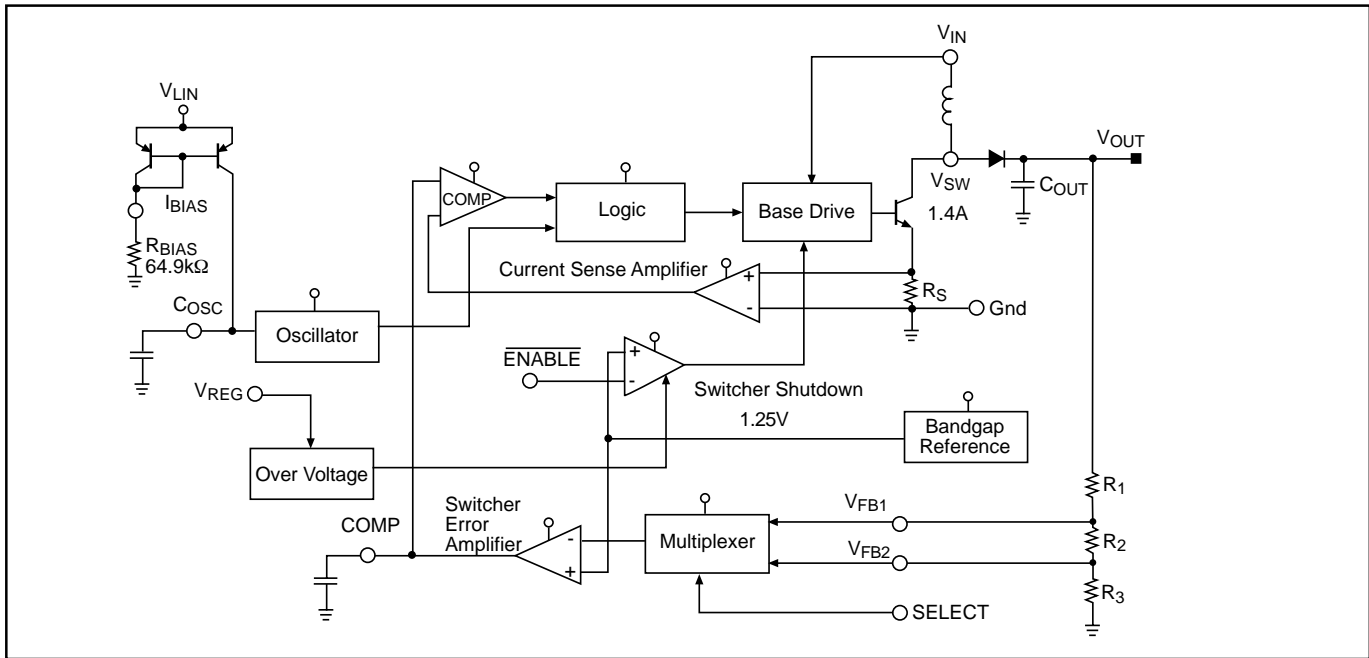 VIN
VLIN
VOUT
IBIAS
COMP
Logic
Base Drive
VSW
1.4A
COUT
RBIAS
64.9kΩ
Current Sense Amplifier
+
-
RS
Gnd
COSC
Oscillator
ENABLE
+
-
Switcher Shutdown
1.25V
VREG
Over Voltage
Bandgap
Reference
R1
COMP
Switcher
Error
Amplifier
-
+
Multiplexer
VFB1
VFB2
R2
R3
SELECT